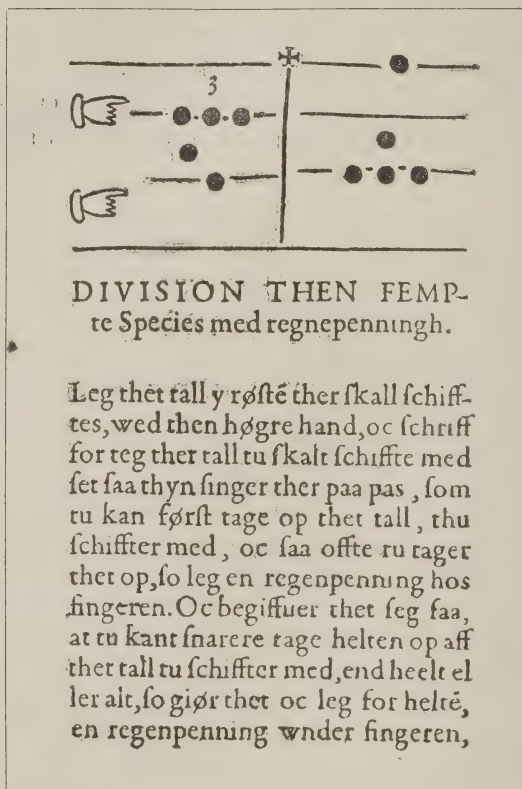 3
DIVISION THEN FEMP-
te Species med regnepenningh.
Leg thet tall y røſtē ther ſkall ſchiff-
tes, wed then høgre hand, oc ſchriff
for teg ther tall tu ſkalt ſchiffte med
ſet ſaa thyn finger ther paa pas, ſom
tu kan førſt tage op thet tall, thu
ſchiffter med, oc ſaa offte tu tager
thet op, ſo leg en regenpenning hos
fingeren. Oc begiffuer thet ſeg ſaa,
at tu kant ſnarere tage helten op aff
thet tall tu ſchiffter med, end heelt el
ler alt, ſo giør thet oc leg for heltē,
en regenpenning wnder fingeren,